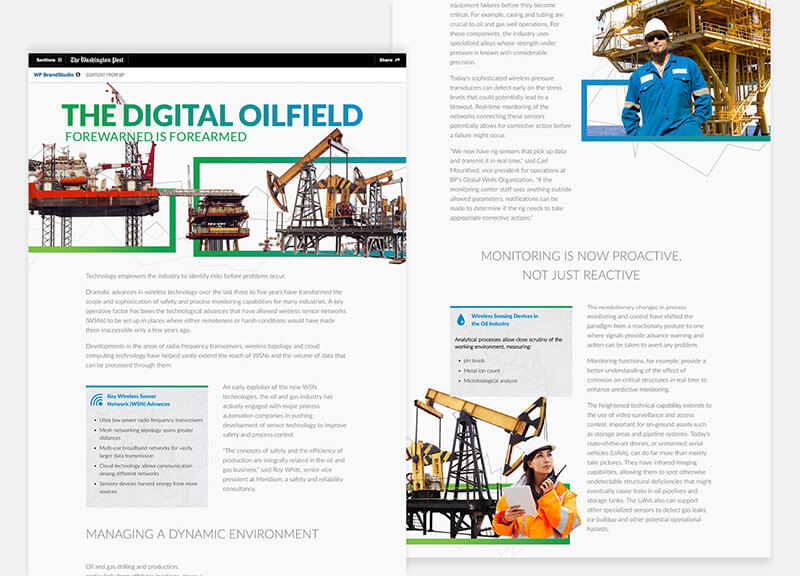 Sections
The Washington Post
Share
WP BrandStudio
CONTENT FROM BP
THE DIGITAL OILFIELD
FOREWARNED IS FOREARMED
Technology empowers the industry to identify risks before problems occur.
Dramatic advances in wireless technology over the last three to five years have transformed the
scope and sophistication of safety and process monitoring capabilities for many industries. A key
operative factor has been the technological advances that have allowed wireless sensor networks
(WSNs) to be set up in places where either remoteness or harsh conditions would have made
them inaccessible only a few years ago.
Developments in the areas of radio frequency transceivers, wireless topology and cloud
computing technology have helped vastly extend the reach of WSNs and the volume of data that
can be processed through them.
Key Wireless Sensor
Network (WSN) Advances
• Ultra low power radio frequency transceivers
• Mesh networking topology spans greater
distances
• Multi-use broadband networks for vastly
larger data transmission
• Cloud technology allows communication
among different networks
• Sensory devices harvest energy from more
sources
An early exploiter of the new WSN
technologies, the oil and gas industry has
actively engaged with major process
automation companies in pushing
development of sensor technology to improve
safety and process control.
"The concepts of safety and the efficiency of
production are integrally related in the oil and
gas business," said Roy Whitt, senior vice
president at Meridium, a safety and reliability
consultancy.
MANAGING A DYNAMIC ENVIRONMENT
Oil and gas drilling and production,
equipment failures before they become
critical. For example, casing and tubing are
crucial to oil and gas well operations. For
these components, the industry uses
specialized alloys whose strength under
pressure is known with considerable
precision.
Today's sophisticated wireless pressure
transducers can detect early on the stress
levels that could potentially lead to a
blowout. Real-time monitoring of the
networks connecting these sensors
potentially allows for corrective action before
a failure might occur.
"We now have rig sensors that pick up data
and transmit it in real time," said Carl
Mountford, vice president for operations at
BP's Global Wells Organization. "If the
monitoring center staff sees anything outside
allowed parameters, notifications can be
made to determine if the rig needs to take
appropriate corrective actions."
MONITORING IS NOW PROACTIVE,
NOT JUST REACTIVE
Wireless Sensing Devices in
the Oil Industry
Analytical processes allow close scrutiny of the
working environment, measuring:
• pH levels
• Metal ion count
• Microbiological analysis
The revolutionary changes in process
monitoring and control have shifted the
paradigm from a reactionary posture to one
where signals provide advance warning and
action can be taken to avert any problem.
Monitoring functions, for example, provide a
better understanding of the effect of
corrosion on critical structures in real time to
enhance predictive monitoring.
The heightened technical capability extends to
the use of video surveillance and access
control, important for on-ground assets such
as storage areas and pipeline systems. Today's
state-of-the-art drones, or unmanned aerial
vehicles (UAVs), can do far more than merely
take pictures. They have infrared imaging
capabilities, allowing them to spot otherwise
undetectable structural deficiencies that might
eventually cause leaks in oil pipelines and
storage tanks. The UAVs also can support
other specialized sensors to detect gas leaks,
ice buildup and other potential operational
hazards.